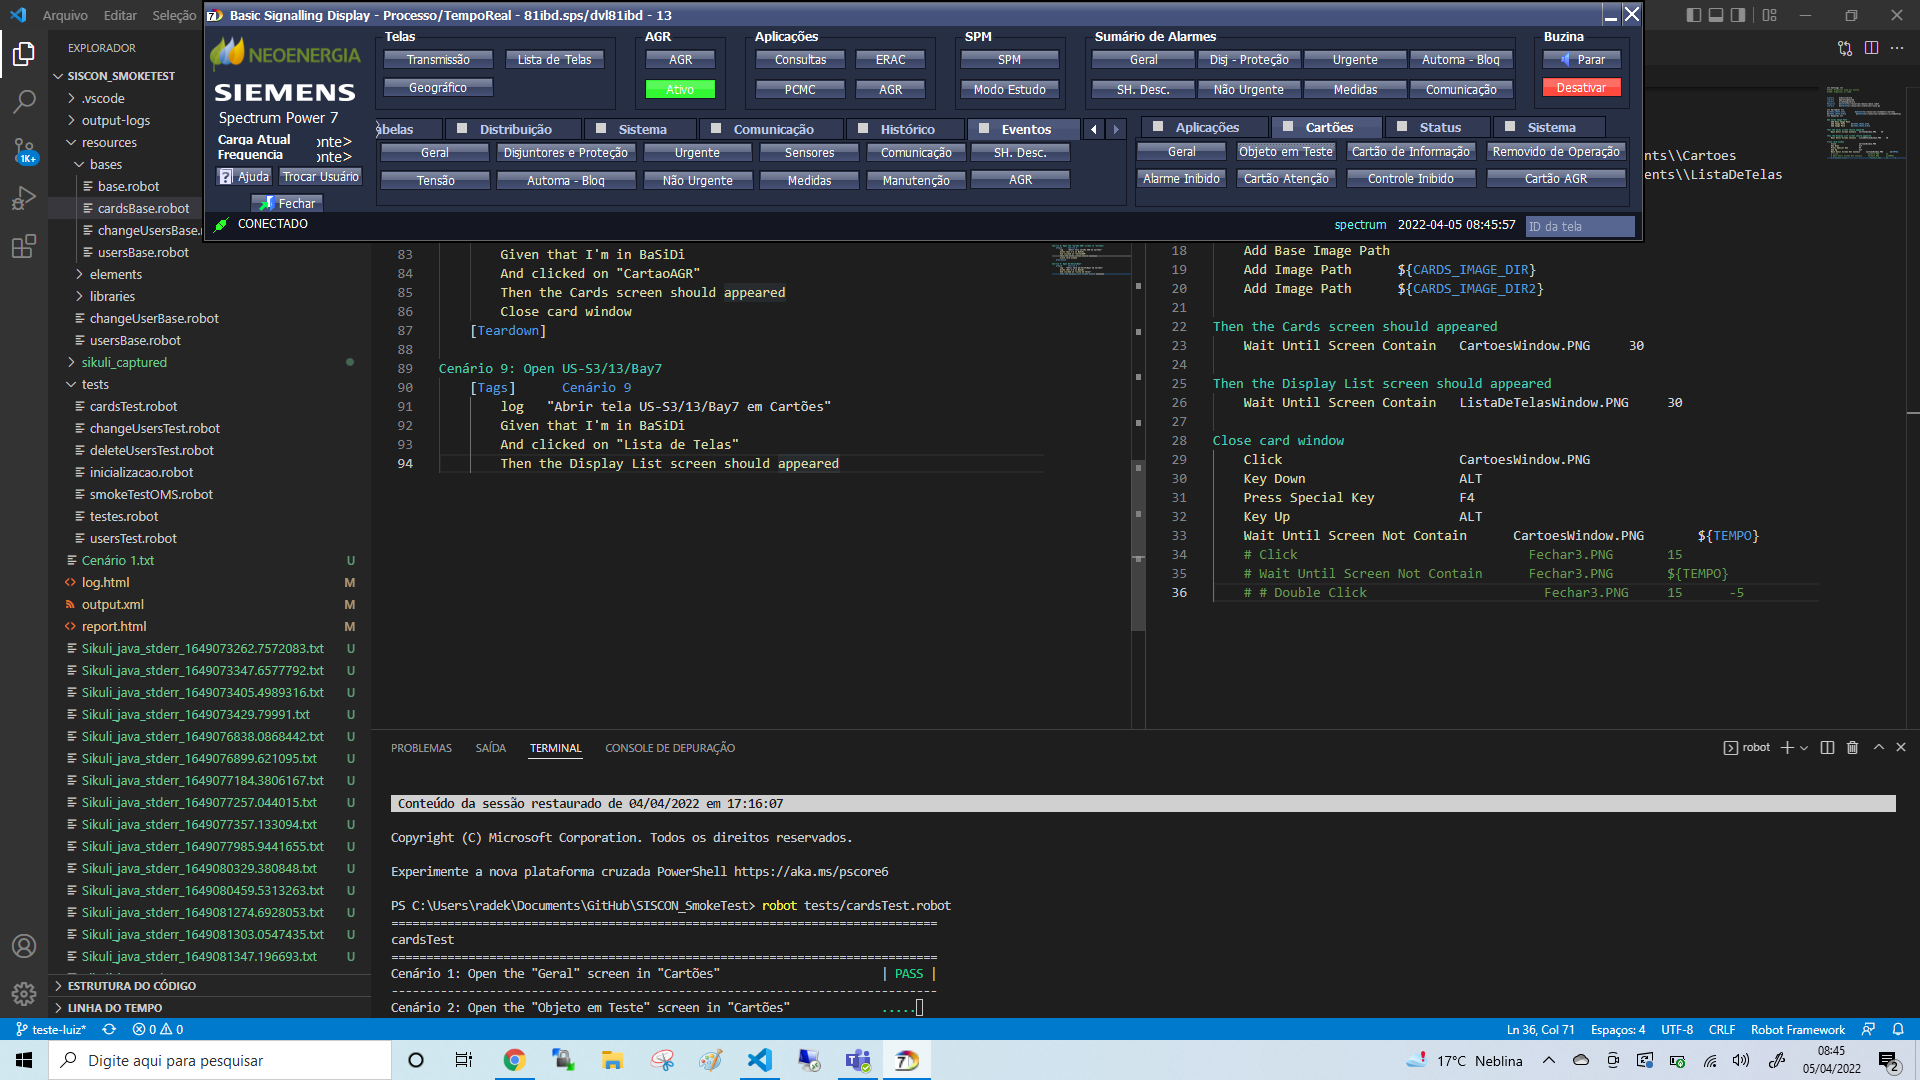 Arquivo Editar Seleção
Basic Signalling Display - Processo/TempoReal - 81ibd.sps/dvl81ibd - 13
NEOENERGIA
SIEMENS
Spectrum Power 7
Carga Atual onte>
Frequencia onte>
Ajuda Trocar Usuário
Fechar
CONECTADO
Telas
Transmissão Lista de Telas
Geográfico
AGR
AGR
Ativo
Aplicações
Consultas ERAC
PCMC AGR
SPM
SPM
Modo Estudo
Sumário de Alarmes
Geral Disj - Proteção Urgente Automa - Bloq
SH. Desc. Não Urgente Medidas Comunicação
Buzina
Parar
Desativar
abelas Distribuição Sistema Comunicação Histórico Eventos
Geral Disjuntores e Proteção Urgente Sensores Comunicação SH. Desc.
Tensão Automa - Bloq Não Urgente Medidas Manutenção AGR
Aplicações Cartões Status Sistema
Geral Objeto em Teste Cartão de Informação Removido de Operação
Alarme Inibido Cartão Atenção Controle Inibido Cartão AGR
spectrum 2022-04-05 08:45:57 ID da tela
EXPLORADOR
SISCON_SMOKETEST
.vscode
output-logs
resources
bases
base.robot
cardsBase.robot
changeUsersBase.
usersBase.robot
elements
libraries
changeUserBase.robot
usersBase.robot
sikuli_captured
tests
cardsTest.robot
changeUsersTest.robot
deleteUsersTest.robot
inicializacao.robot
smokeTestOMS.robot
testes.robot
usersTest.robot
Cenário 1.txt U
log.html M
output.xml M
report.html M
Sikuli_java_stderr_1649073262.7572083.txt U
Sikuli_java_stderr_1649073347.6577792.txt U
Sikuli_java_stderr_1649073405.4989316.txt U
Sikuli_java_stderr_1649073429.79991.txt U
Sikuli_java_stderr_1649076838.0868442.txt U
Sikuli_java_stderr_1649076899.621095.txt U
Sikuli_java_stderr_1649077184.3806167.txt U
Sikuli_java_stderr_1649077257.044015.txt U
Sikuli_java_stderr_1649077357.133094.txt U
Sikuli_java_stderr_1649077985.9441655.txt U
Sikuli_java_stderr_1649080329.380848.txt U
Sikuli_java_stderr_1649080459.5313263.txt U
Sikuli_java_stderr_1649081274.6928053.txt U
Sikuli_java_stderr_1649081303.0547435.txt U
Sikuli_java_stderr_1649081347.196693.txt U
ESTRUTURA DO CÓDIGO
LINHA DO TEMPO
1K+
83 Given that I'm in BaSiDi
84 And clicked on "CartaoAGR"
85 Then the Cards screen should appeared
86 Close card window
87 [Teardown]
88
89 Cenário 9: Open US-S3/13/Bay7
90 [Tags] Cenário 9
91 log "Abrir tela US-S3/13/Bay7 em Cartões"
92 Given that I'm in BaSiDi
93 And clicked on "Lista de Telas"
94 Then the Display List screen should appeared
nts\\Cartoes
ents\\ListaDeTelas
18 Add Base Image Path
19 Add Image Path ${CARDS_IMAGE_DIR}
20 Add Image Path ${CARDS_IMAGE_DIR2}
21
22 Then the Cards screen should appeared
23 Wait Until Screen Contain CartoesWindow.PNG 30
24
25 Then the Display List screen should appeared
26 Wait Until Screen Contain ListaDeTelasWindow.PNG 30
27
28 Close card window
29 Click CartoesWindow.PNG
30 Key Down ALT
31 Press Special Key F4
32 Key Up ALT
33 Wait Until Screen Not Contain CartoesWindow.PNG ${TEMPO}
34 # Click Fechar3.PNG 15
35 # Wait Until Screen Not Contain Fechar3.PNG ${TEMPO}
36 # # Double Click Fechar3.PNG 15 -5
PROBLEMAS SAÍDA TERMINAL CONSOLE DE DEPURAÇÃO
robot
Conteúdo da sessão restaurado de 04/04/2022 em 17:16:07
Copyright (C) Microsoft Corporation. Todos os direitos reservados.
Experimente a nova plataforma cruzada PowerShell https://aka.ms/pscore6
PS C:\Users\radek\Documents\GitHub\SISCON_SmokeTest> robot tests/cardsTest.robot
==============================================================================
cardsTest
==============================================================================
Cenário 1: Open the "Geral" screen in "Cartões" | PASS |
------------------------------------------------------------------------------
Cenário 2: Open the "Objeto em Teste" screen in "Cartões" .....
teste-luiz* 0 0
Ln 36, Col 71 Espaços: 4 UTF-8 CRLF Robot Framework
Digite aqui para pesquisar
17°C Neblina
08:45
05/04/2022
2